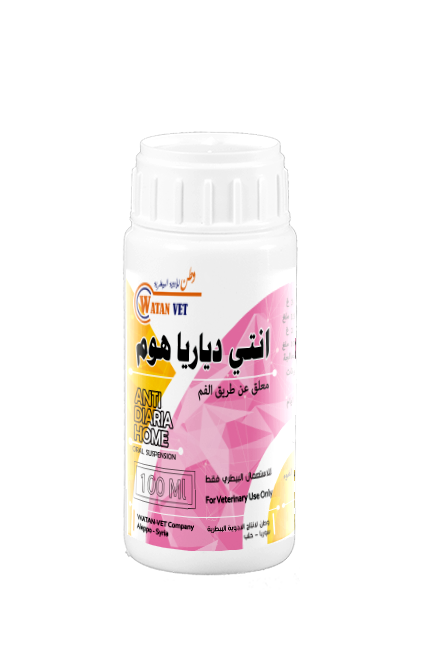 وطن للأدوية البيطرية
WATAN VET
انتي دياريا هوم
معلق عن طريق الفم
ANTI
DIARIA
HOME
ORAL SUSPENSION
100 Ml
للاستعمال البيطري فقط
For Veterinary Use Only
WATAN-VET Company
Aleppo - Syria
وطن لانتاج الادوية البيطرية
سوريا - حلب